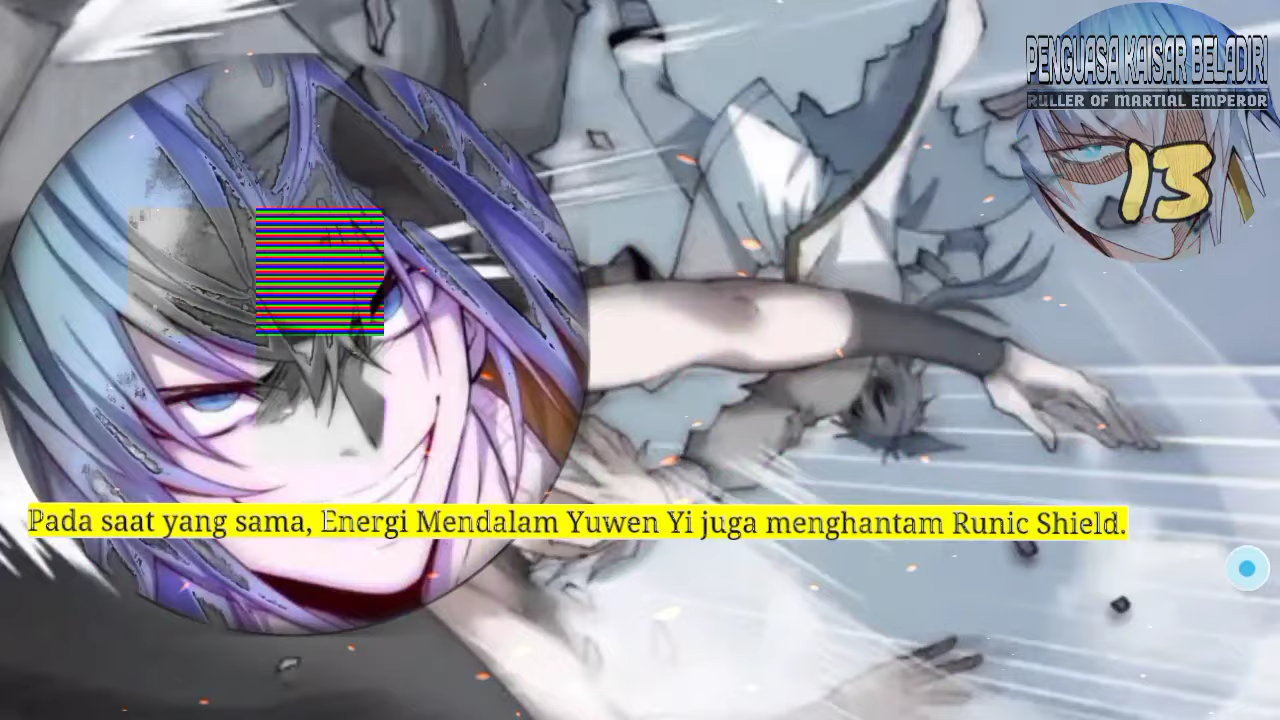 PENGUASA KAISAR BELADIRI
RULLER OF MARTIAL EMPEROR
13
Pada saat yang sama, Energi Mendalam Yuwen Yi juga menghantam Runic Shield.